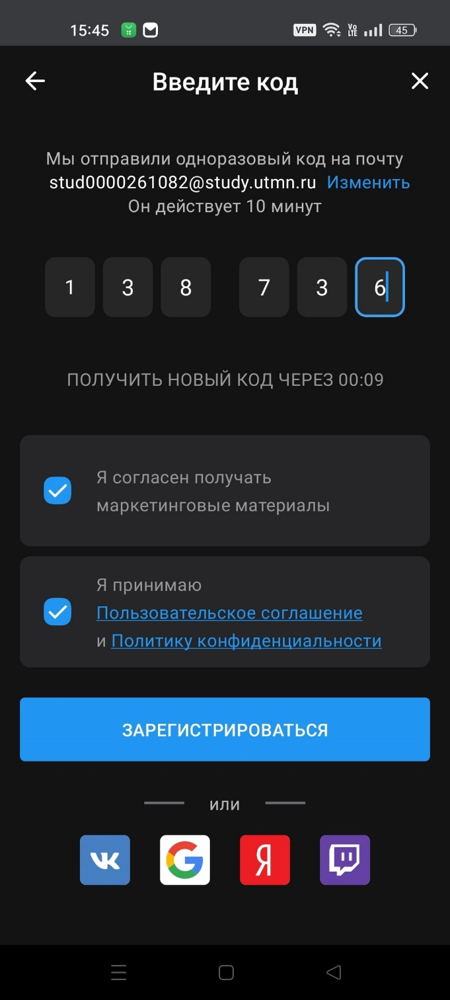 15:45 VPN Vo LTE 45
Введите код
Мы отправили одноразовый код на почту
stud0000261082@study.utmn.ru Изменить
Он действует 10 минут
1 3 8 7 3 6
ПОЛУЧИТЬ НОВЫЙ КОД ЧЕРЕЗ 00:09
Я согласен получать
маркетинговые материалы
Я принимаю
Пользовательское соглашение
и Политику конфиденциальности
ЗАРЕГИСТРИРОВАТЬСЯ
или
Я